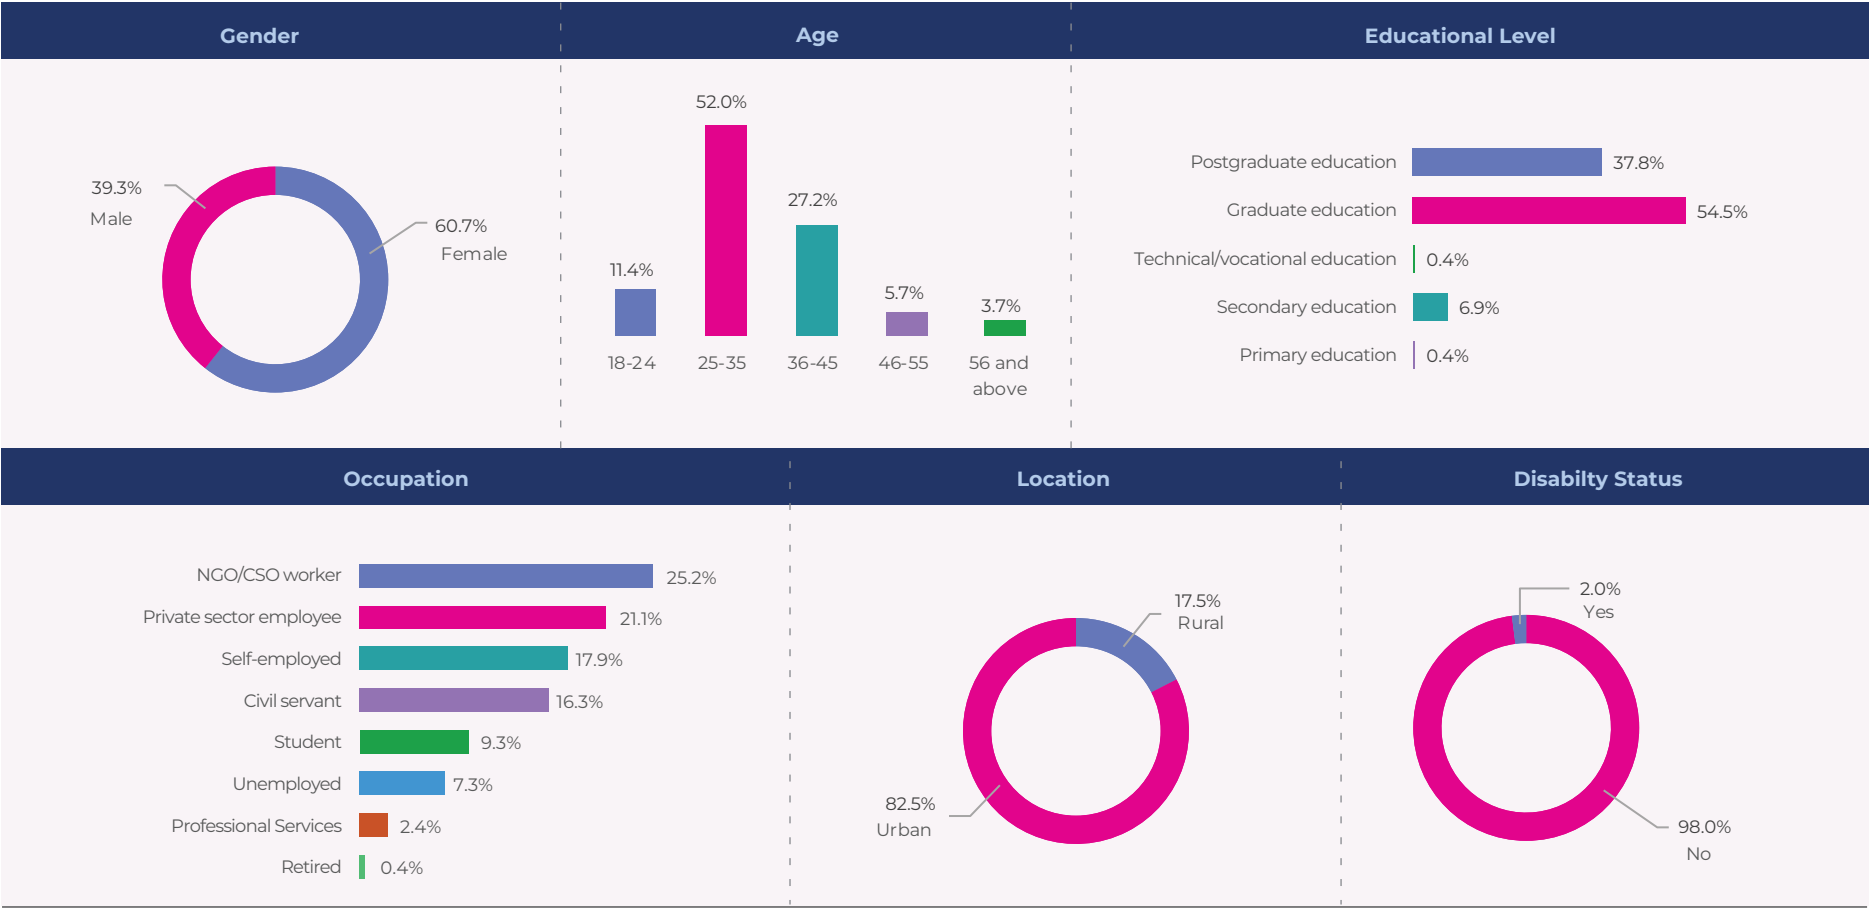 Gender
Age
Educational Level
39.3%
Male
60.7%
Female
52.0%
27.2%
11.4%
5.7%
3.7%
18-24
25-35
36-45
46-55
56 and
above
Postgraduate education
37.8%
Graduate education
54.5%
Technical/vocational education
0.4%
Secondary education
6.9%
Primary education
0.4%
Occupation
Location
Disabilty Status
NGO/CSO worker
25.2%
Private sector employee
21.1%
Self-employed
17.9%
Civil servant
16.3%
Student
9.3%
Unemployed
7.3%
Professional Services
2.4%
Retired
0.4%
17.5%
Rural
82.5%
Urban
2.0%
Yes
98.0%
No